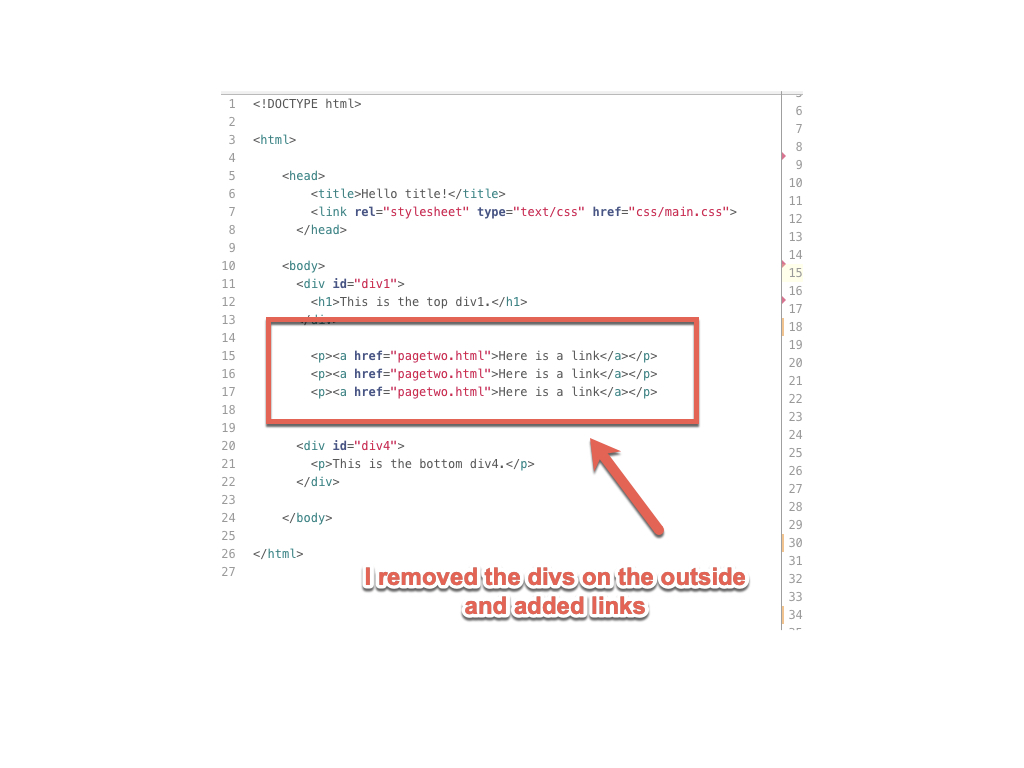 1 <!DOCTYPE html>
2
3 <html>
4
5 <head>
6 <title>Hello title!</title>
7 <link rel="stylesheet" type="text/css" href="css/main.css">
8 </head>
9
10 <body>
11 <div id="div1">
12 <h1>This is the top div1.</h1>
13 </div>
14
15 <p><a href="pagetwo.html">Here is a link</a></p>
16 <p><a href="pagetwo.html">Here is a link</a></p>
17 <p><a href="pagetwo.html">Here is a link</a></p>
18
19
20 <div id="div4">
21 <p>This is the bottom div4.</p>
22 </div>
23
24 </body>
25
26 </html>
27
I removed the divs on the outside
and added links
6
7
8
9
10
11
12
13
14
15
16
17
18
19
20
21
22
23
24
25
26
27
28
29
30
31
32
33
34